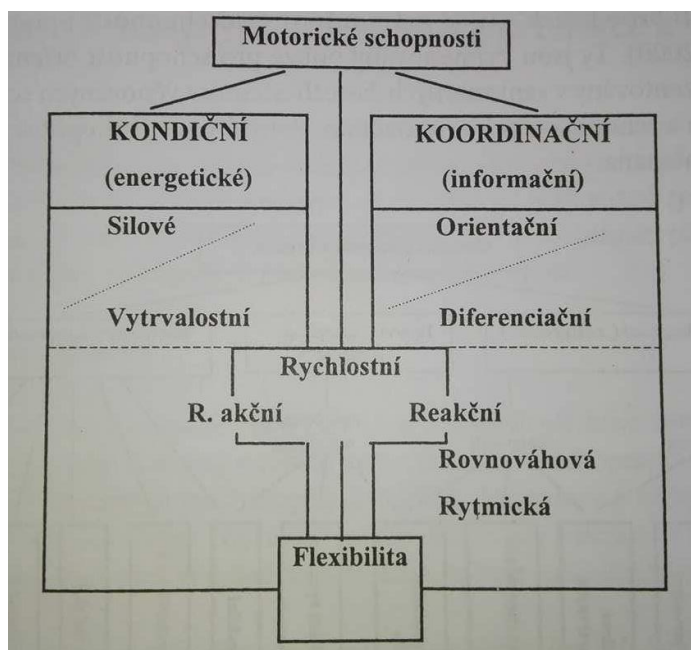 Motorické schopnosti
KONDIČNÍ
(energetické)
KOORDINAČNÍ
(informační)
Silové
Orientační
Vytrvalostní
Diferenciační
Rychlostní
R. akční
Reakční
Rovnováhová
Rytmická
Flexibilita